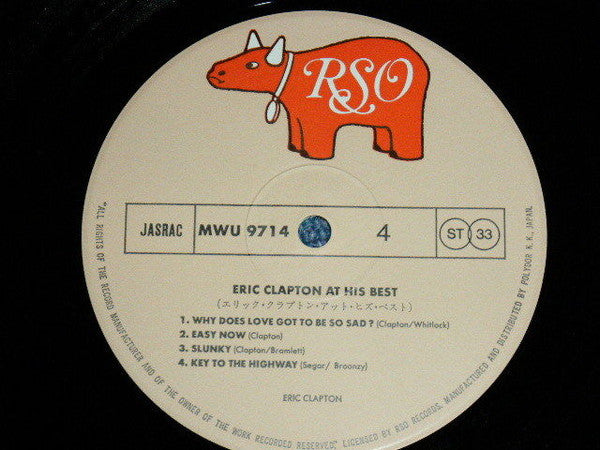 RSO
JASRAC MWU 9714 4 ST 33
ERIC CLAPTON AT HIS BEST
(エリック・クラプトン・アット・ヒズ・ベスト)
1. WHY DOES LOVE GOT TO BE SO SAD? (Clapton/Whitlock)
2. EASY NOW (Clapton)
3. SLUNKY (Clapton/Bramlett)
4. KEY TO THE HIGHWAY (Segar/ Broonzy)
ERIC CLAPTON
"ALL RIGHTS OF THE RECORD MANUFACTURER AND OF THE OWNER OF THE WORK RECORDED RESERVED." LICENSED BY RSO RECORDS. MANUFACTURED AND DISTRIBUTED BY POLYDOR K. K., JAPAN.